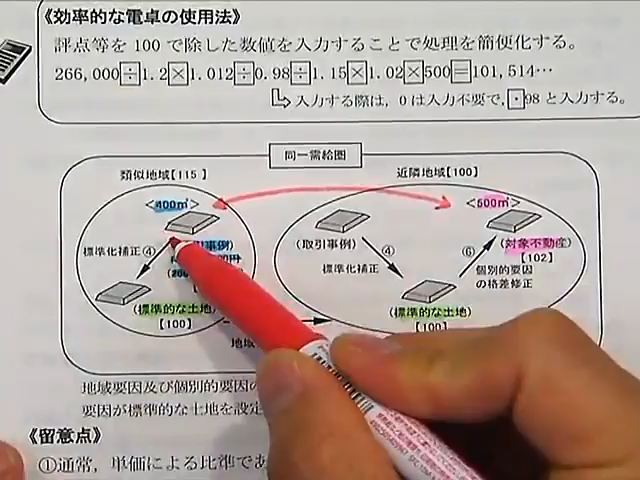 《効率的な電卓の使用法》
評点等を100で除した数値を入力することで処理を簡便化する。
266,000÷1.2×1.012÷0.98÷1.15×1.02×500=101,514…
入力する際は，0は入力不要で，・98と入力する。
同一需給圏
類似地域【115】
近隣地域【100】
<400㎡>
<500㎡>
(取引事例)
(対象不動産)
【102】
標準化補正④
④
標準化補正
⑥
個別的要因
の格差修正
(標準的な土地
【100】
(標準的な土地)
【100】
地域
地域要因及び個別的要因の
要因が標準的な土地を設定
《留意点》
①通常，単価による比準であ